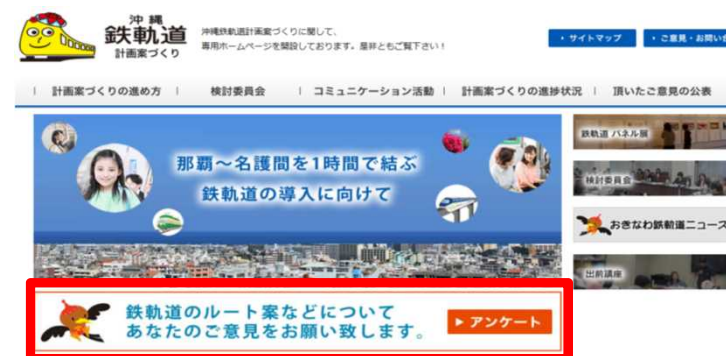 沖縄
鉄軌道
計画案づくり
沖縄鉄軌道計画案づくりに関して、
専用ホームページを開設しております。是非ともご覧下さい！
サイトマップ
ご意見・お問い合
計画案づくりの進め方
検討委員会
コミュニケーション活動
計画案づくりの進捗状況
頂いたご意見の公表
那覇～名護間を1時間で結ぶ
鉄軌道の導入に向けて
鉄軌道 パネル展
検討委員会
おきなわ鉄軌道ニュース
出前講座
鉄軌道のルート案などについて
あなたのご意見をお願い致します。
アンケート